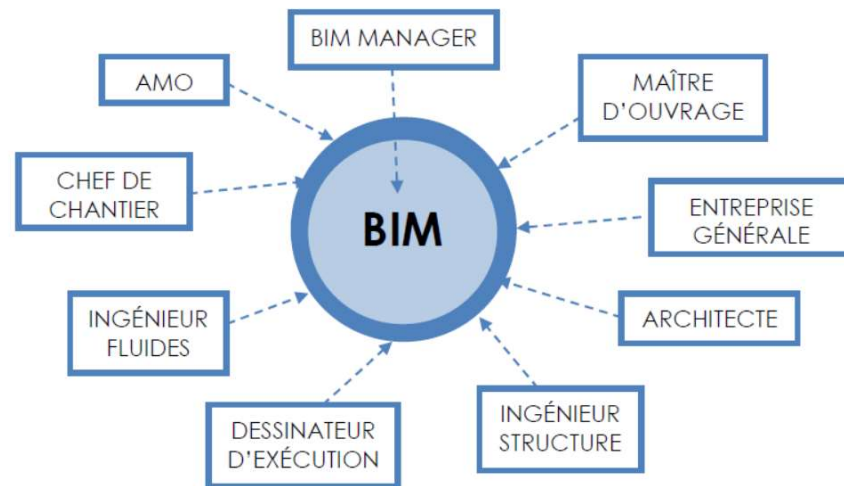 BIM MANAGER
AMO
MAÎTRE
D'OUVRAGE
CHEF DE
CHANTIER
BIM
ENTREPRISE
GÉNÉRALE
INGÉNIEUR
FLUIDES
ARCHITECTE
DESSINATEUR
D'EXÉCUTION
INGÉNIEUR
STRUCTURE